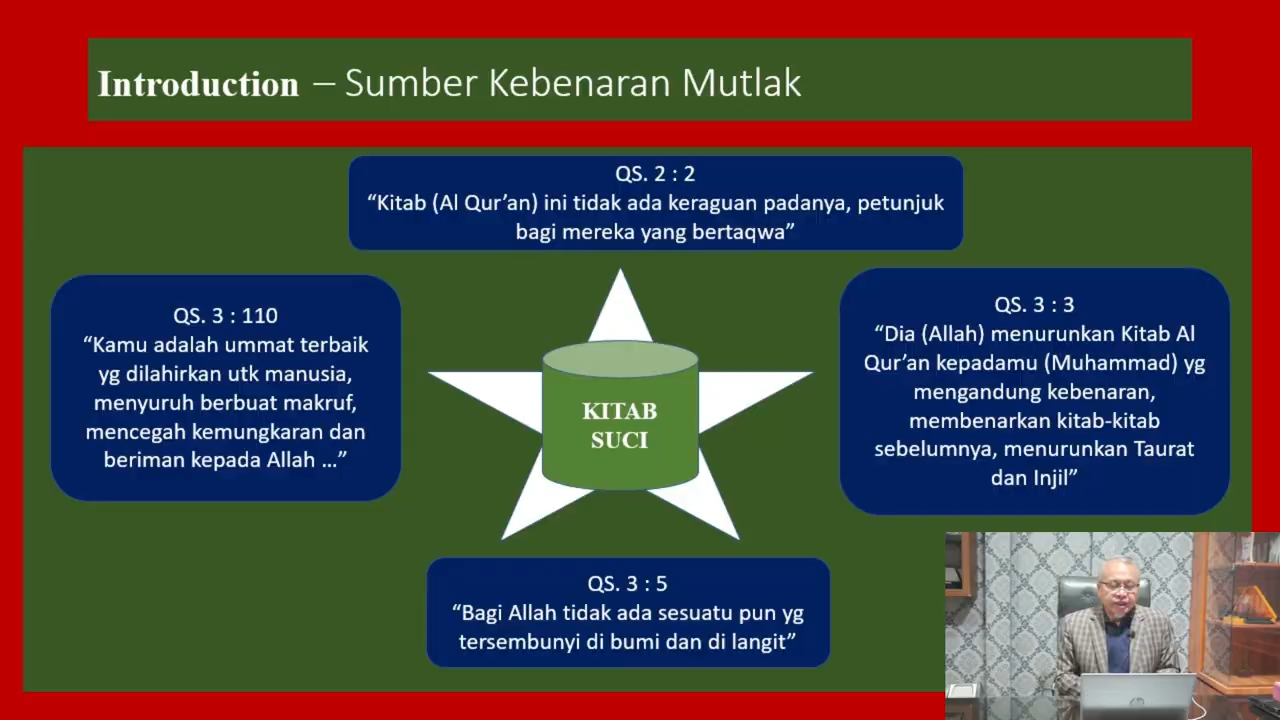 Introduction – Sumber Kebenaran Mutlak
QS. 2 : 2
“Kitab (Al Qur’an) ini tidak ada keraguan padanya, petunjuk
bagi mereka yang bertaqwa”
QS. 3 : 110
“Kamu adalah ummat terbaik
yg dilahirkan utk manusia,
menyuruh berbuat makruf,
mencegah kemungkaran dan
beriman kepada Allah ...”
KITAB
SUCI
QS. 3 : 3
“Dia (Allah) menurunkan Kitab Al
Qur’an kepadamu (Muhammad) yg
mengandung kebenaran,
membenarkan kitab-kitab
sebelumnya, menurunkan Taurat
dan Injil”
QS. 3 : 5
“Bagi Allah tidak ada sesuatu pun yg
tersembunyi di bumi dan di langit”